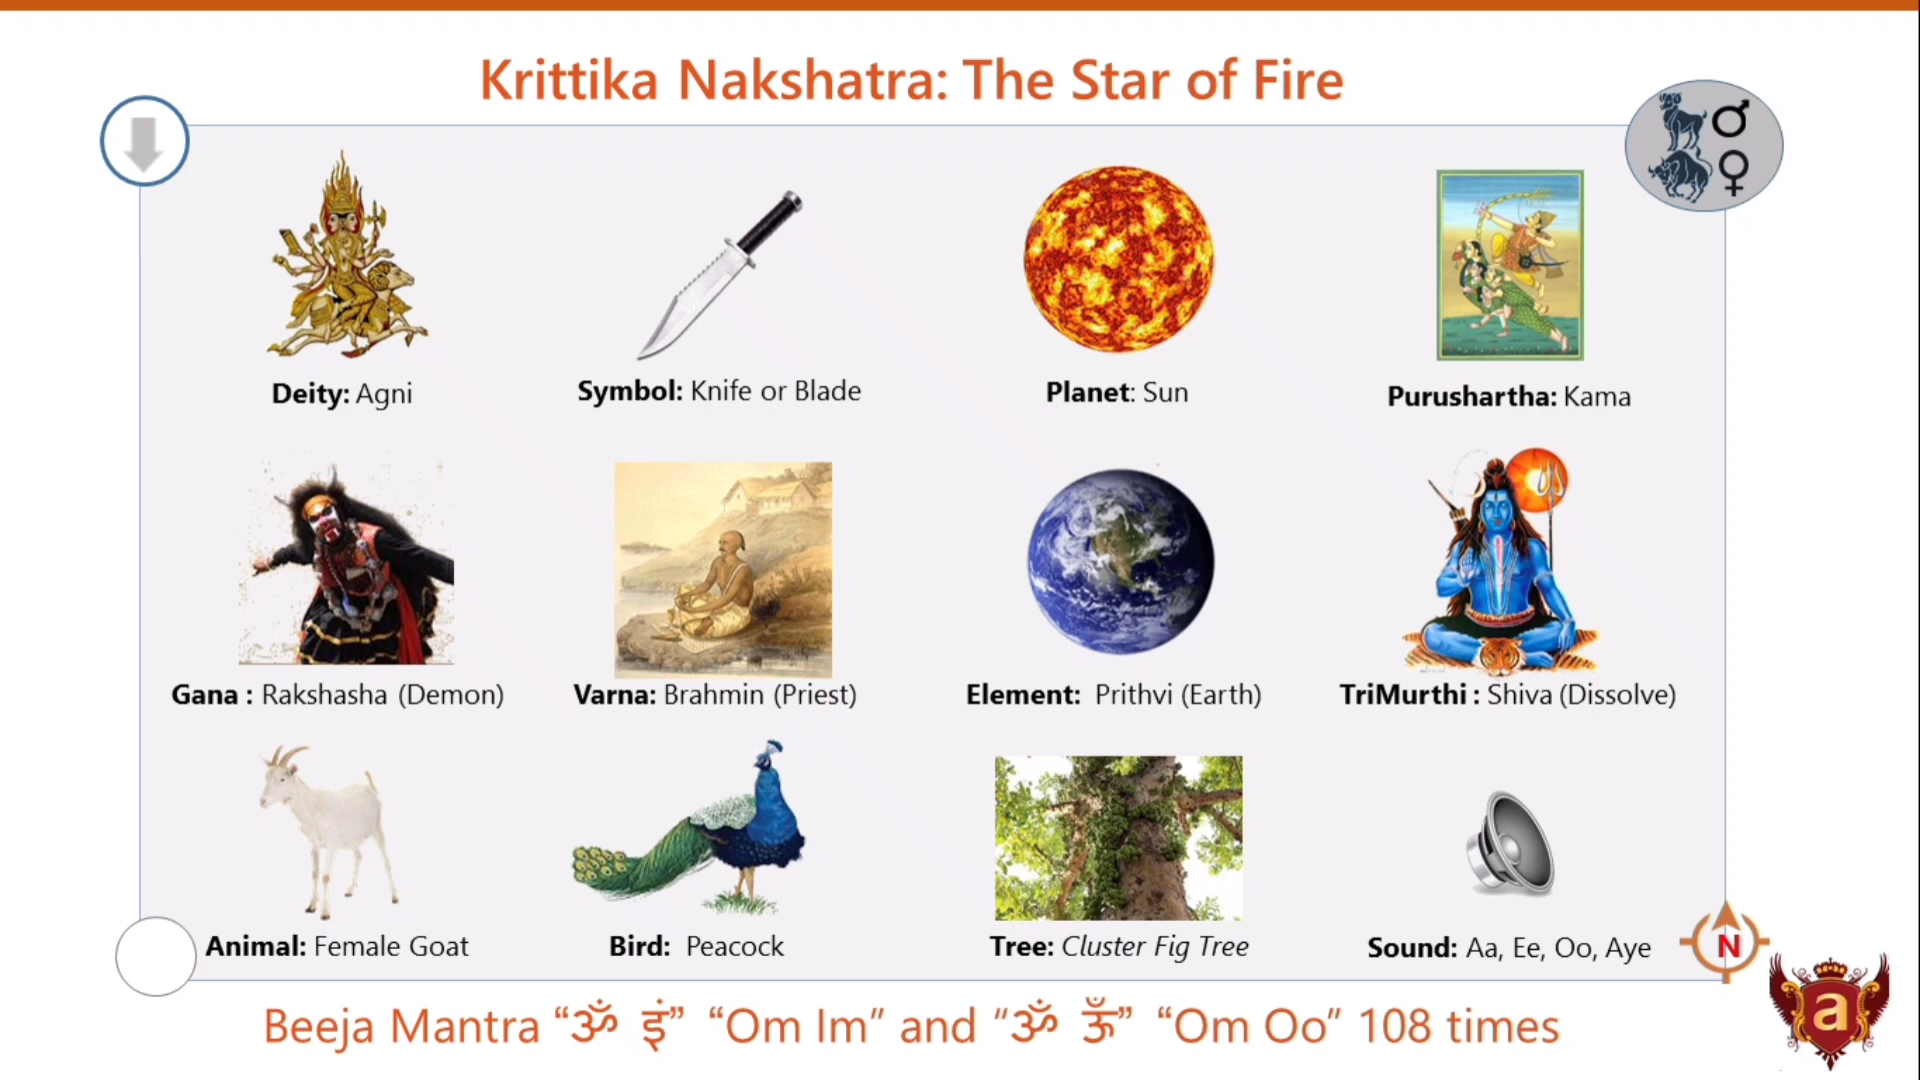 Krittika Nakshatra: The Star of Fire
Deity: Agni
Symbol: Knife or Blade
Planet: Sun
Purushartha: Kama
Gana : Rakshasha (Demon)
Varna: Brahmin (Priest)
Element: Prithvi (Earth)
TriMurthi : Shiva (Dissolve)
Animal: Female Goat
Bird: Peacock
Tree: Cluster Fig Tree
Sound: Aa, Ee, Oo, Aye
N
a
Beeja Mantra “ॐ इं” “Om Im” and “ॐ ऊँ” “Om Oo” 108 times